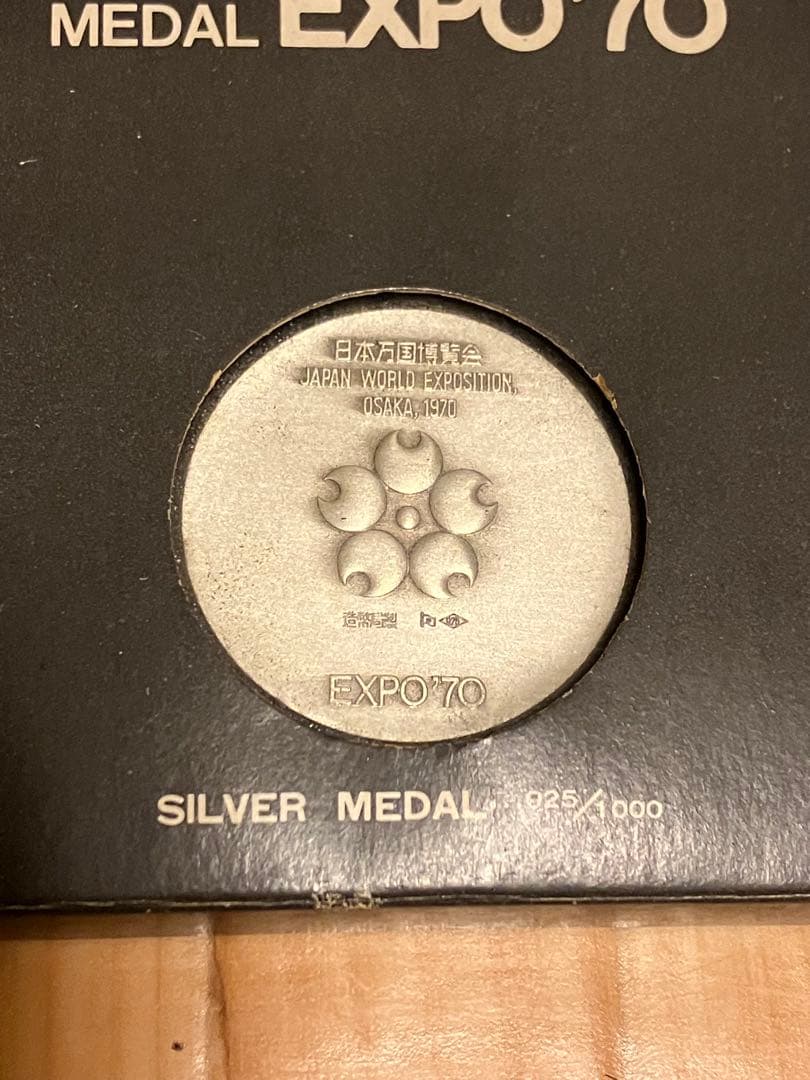 MEDAL EXPO'70
日本万国博覧会
JAPAN WORLD EXPOSITION,
OSAKA, 1970
造幣局製
EXPO'70
SILVER MEDAL 925/1000